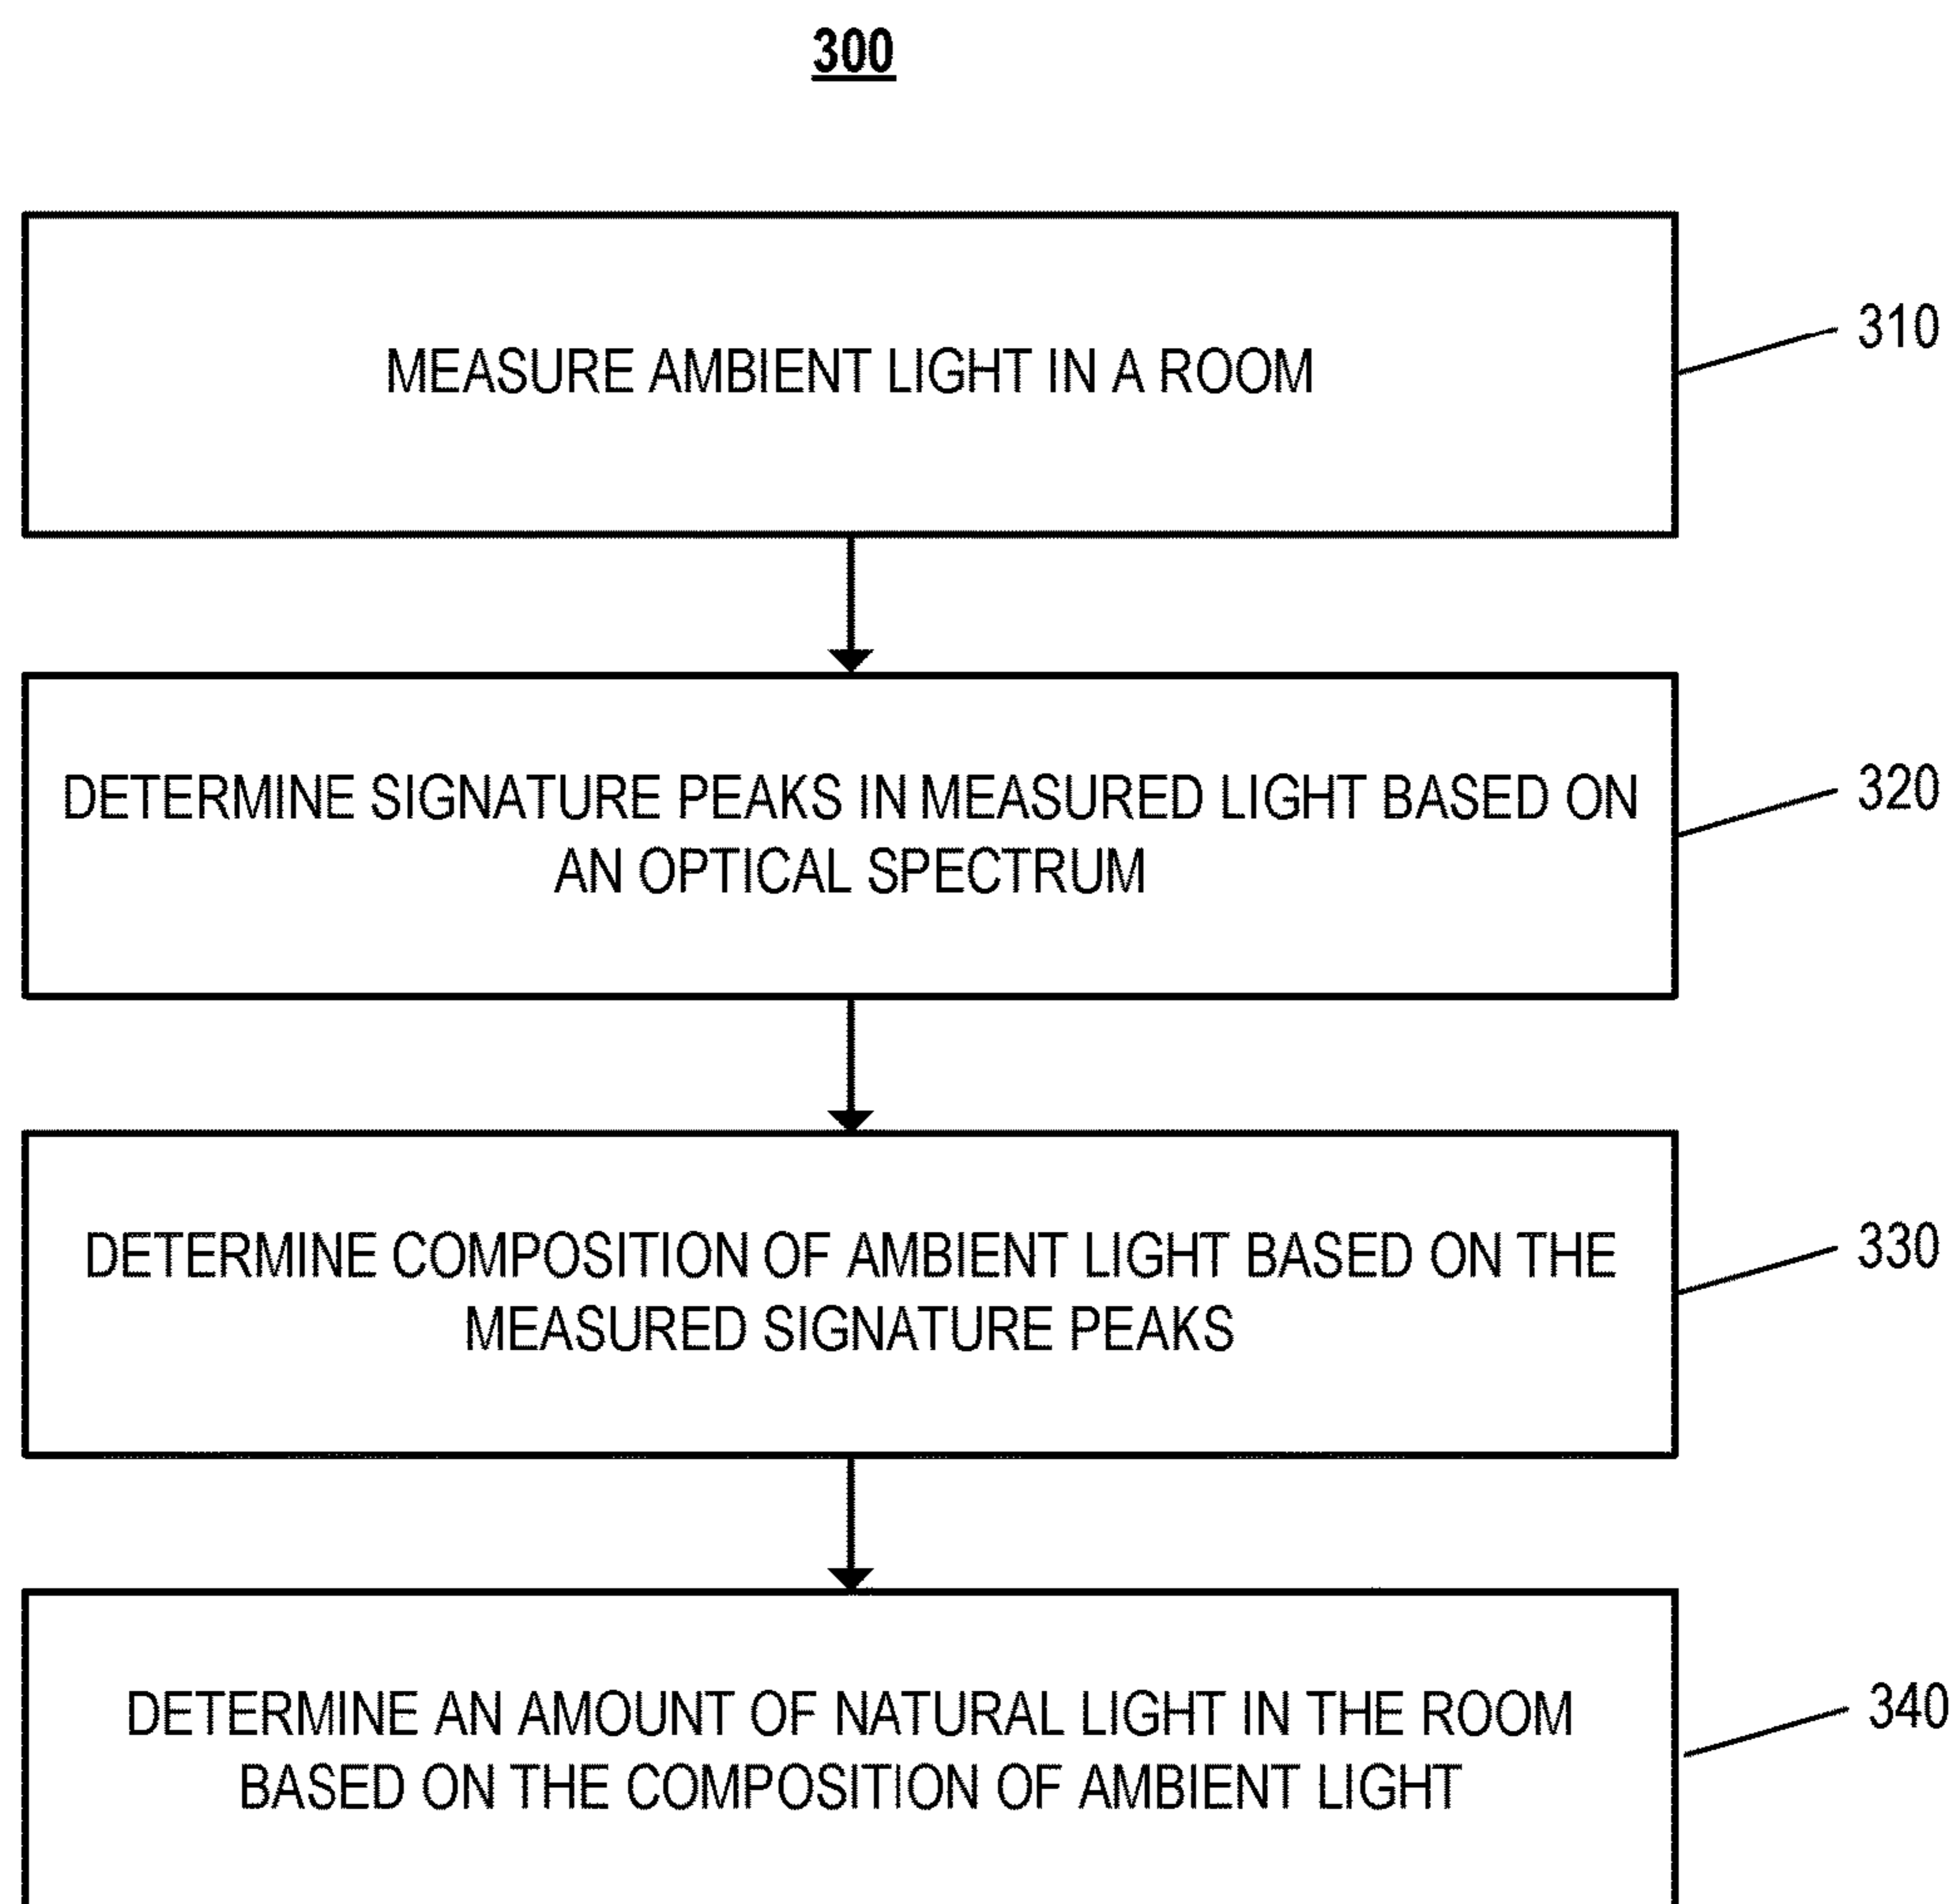 300
MEASURE AMBIENT LIGHT IN A ROOM
310
DETERMINE SIGNATURE PEAKS IN MEASURED LIGHT BASED ON
AN OPTICAL SPECTRUM
320
DETERMINE COMPOSITION OF AMBIENT LIGHT BASED ON THE
MEASURED SIGNATURE PEAKS
330
DETERMINE AN AMOUNT OF NATURAL LIGHT IN THE ROOM
BASED ON THE COMPOSITION OF AMBIENT LIGHT
340